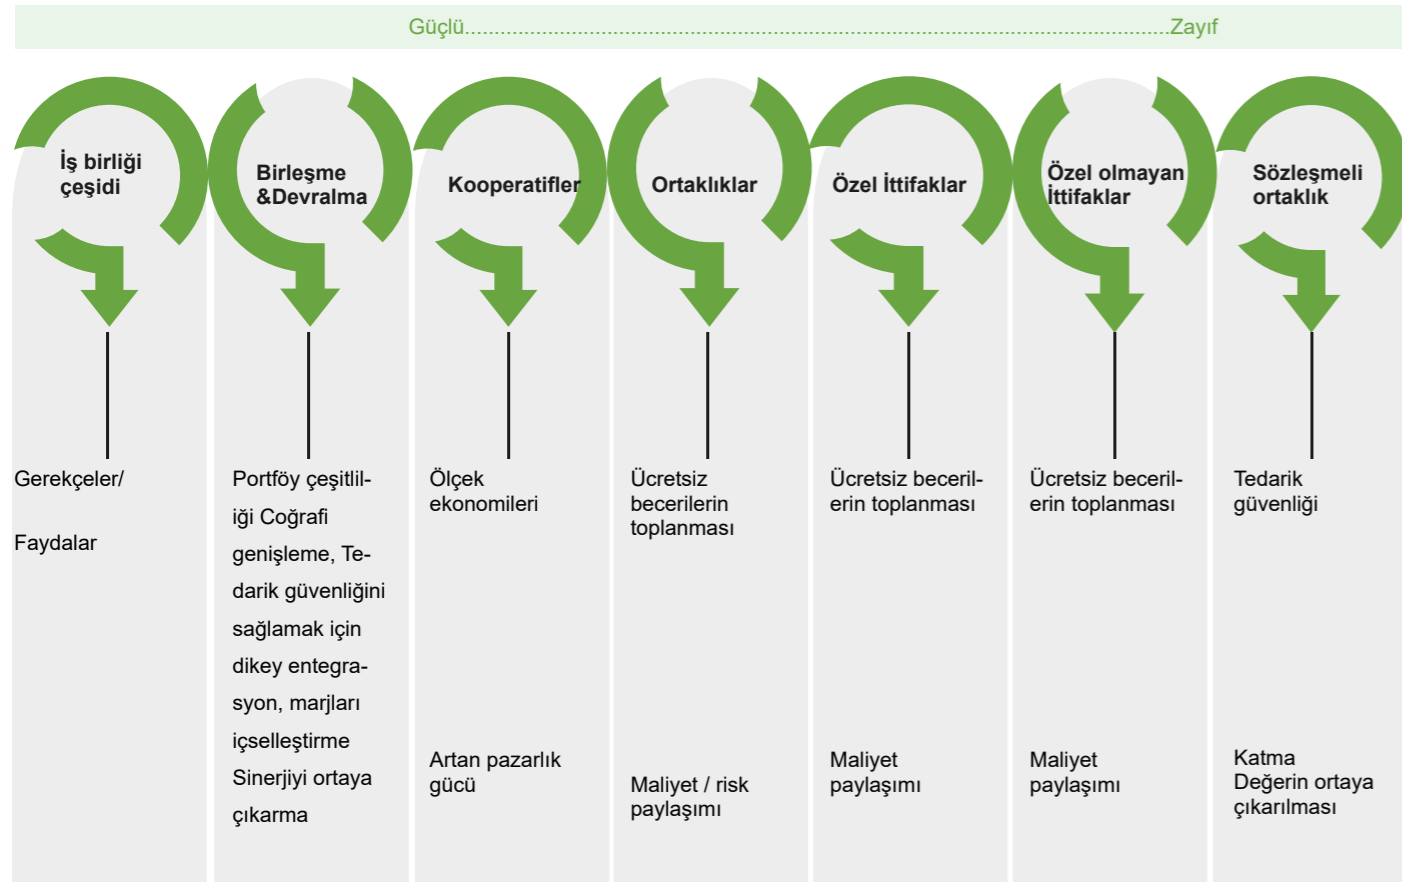 Güçlü.........................................................................................................................Zayıf
İş birliği
çeşidi
Birleşme
&Devralma
Kooperatifler
Ortaklıklar
Özel İttifaklar
Özel olmayan
İttifaklar
Sözleşmeli
ortaklık
Gerekçeler/
Faydalar
Portföy çeşitlil-
iği Coğrafi
genişleme, Te-
darik güvenliğini
sağlamak için
dikey entegra-
syon, marjları
içselleştirme
Sinerjiyi ortaya
çıkarma
Ölçek
ekonomileri
Artan pazarlık
gücü
Ücretsiz
becerilerin
toplanması
Maliyet / risk
paylaşımı
Ücretsiz beceril-
erin toplanması
Maliyet
paylaşımı
Ücretsiz beceril-
erin toplanması
Maliyet
paylaşımı
Tedarik
güvenliği
Katma
Değerin ortaya
çıkarılması